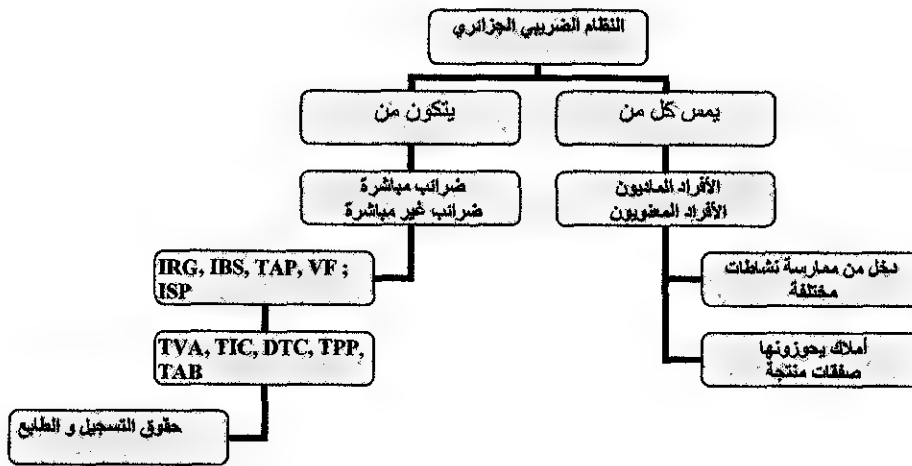 النظام الضريبي الجزائري
يمس كل من
يتكون من
الأفراد الماديون
الأفراد المعنويون
ضرائب مباشرة
ضرائب غير مباشرة
دخل من ممارسة نشاطات
مختلفة
أملاك يحوزونها
صفقات منتجة
IRG, IBS, TAP, VF ;
ISP
TVA, TIC, DTC, TPP,
TAB
حقوق التسجيل و الطابع